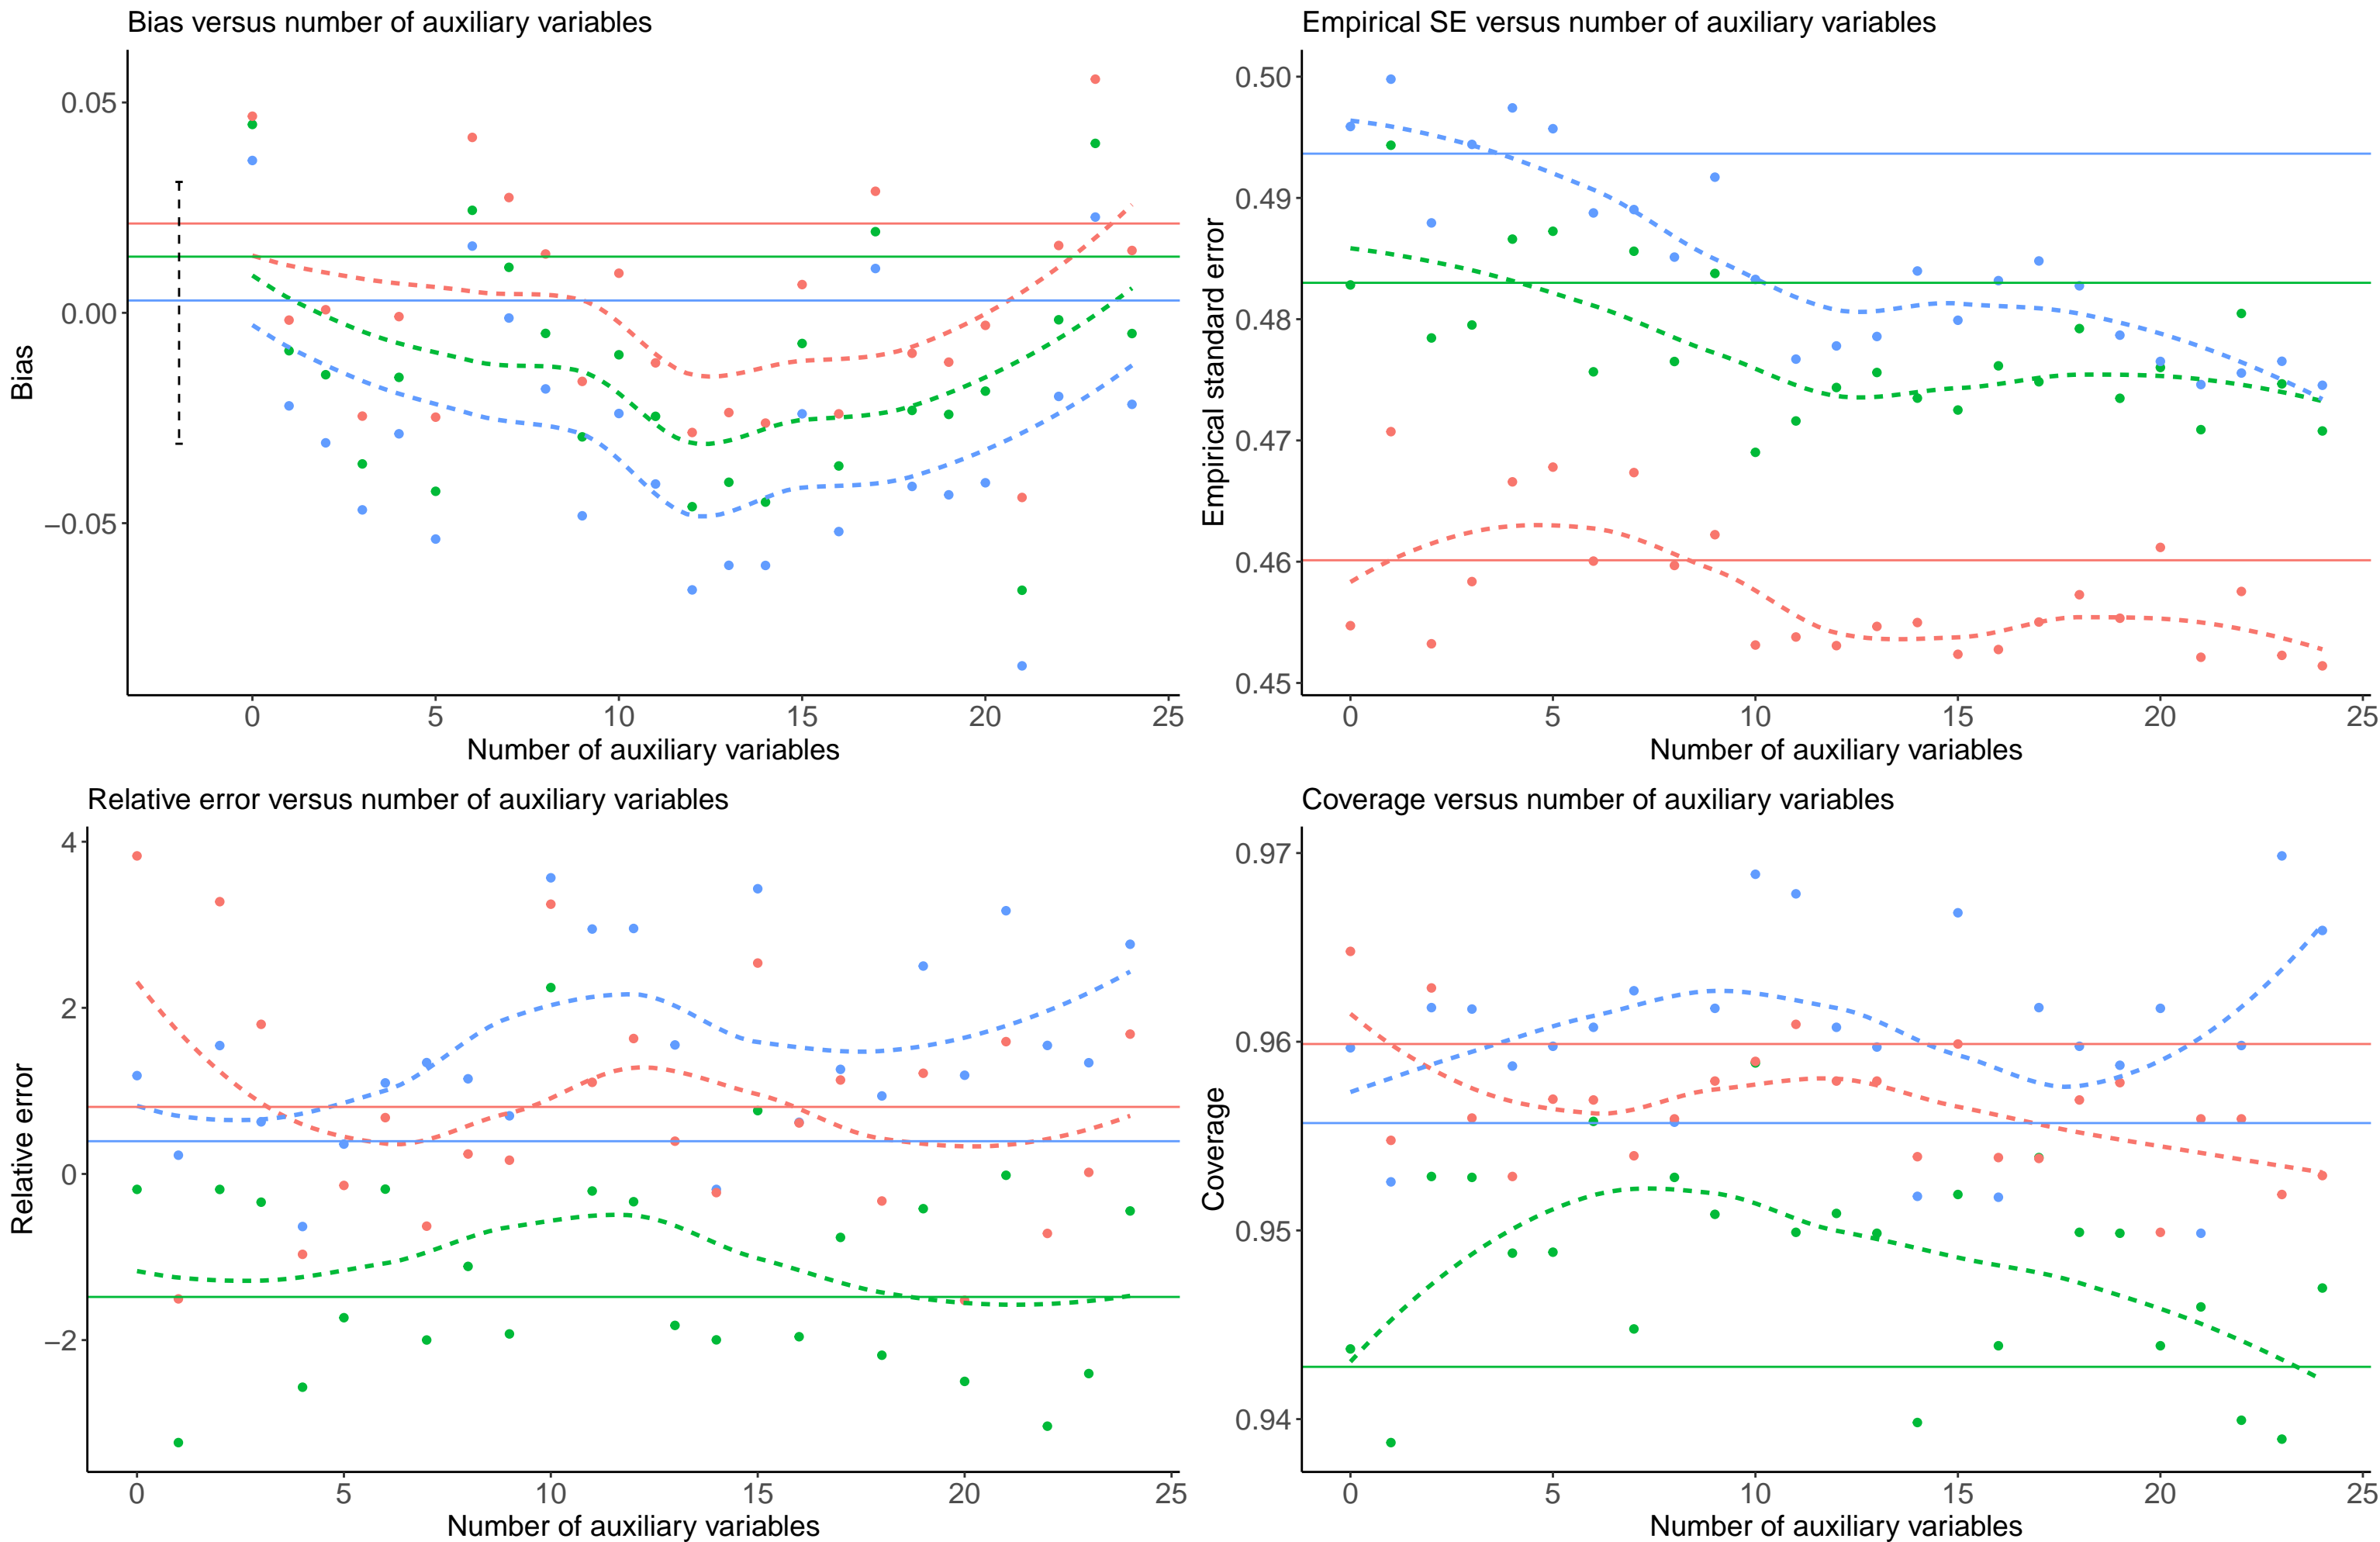 Bias versus number of auxiliary variables
0.05
0.00
−0.05
Bias
0 5 10 15 20 25
Number of auxiliary variables
Empirical SE versus number of auxiliary variables
0.50
0.49
0.48
0.47
0.46
0.45
Empirical standard error
0 5 10 15 20 25
Number of auxiliary variables
Relative error versus number of auxiliary variables
4
2
0
−2
Relative error
0 5 10 15 20 25
Number of auxiliary variables
Coverage versus number of auxiliary variables
0.97
0.96
0.95
0.94
Coverage
0 5 10 15 20 25
Number of auxiliary variables